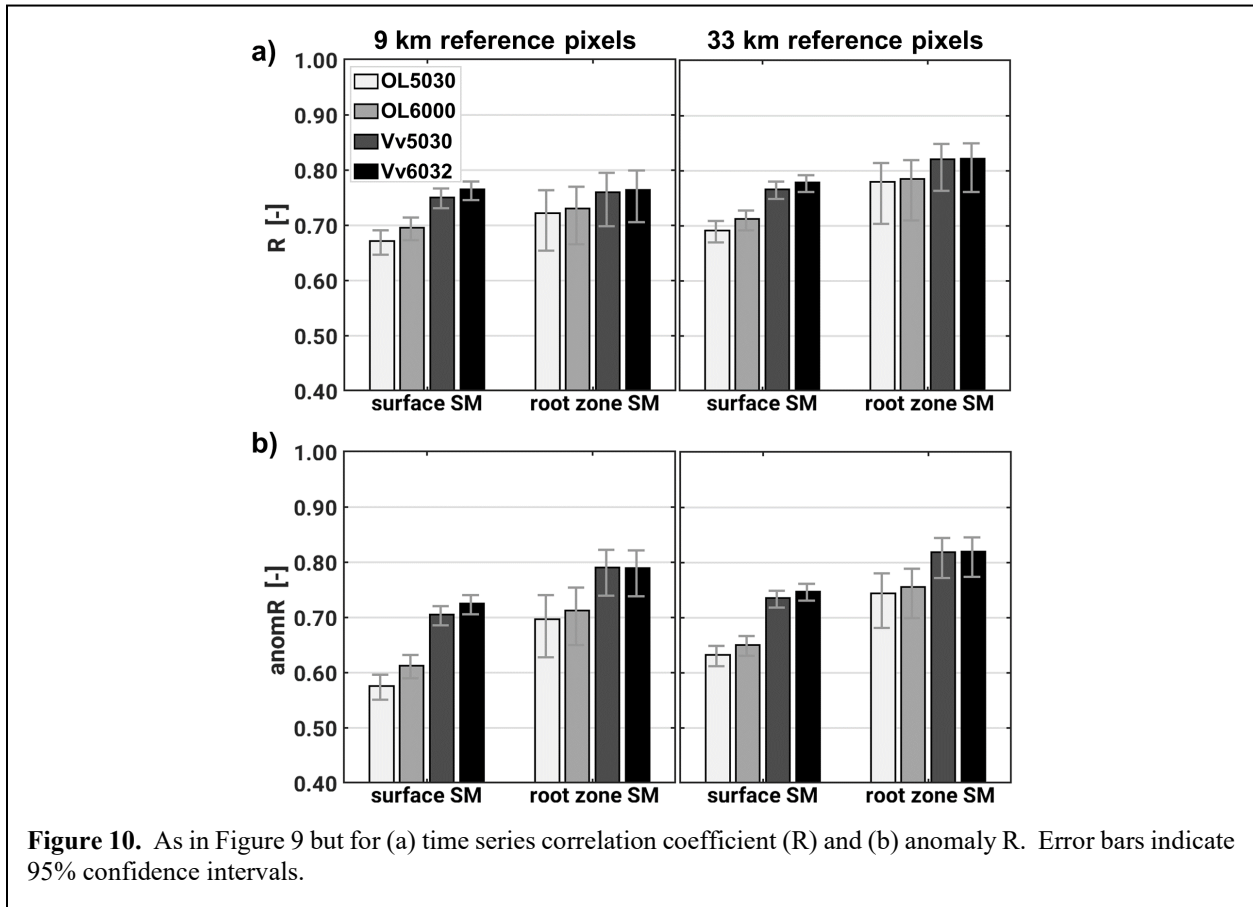 9 km reference pixels
33 km reference pixels
a)
1.00
0.90
0.80
0.70
0.60
0.50
0.40
R [-]
OL5030
OL6000
Vv5030
Vv6032
surface SM
root zone SM
surface SM
root zone SM
b)
1.00
0.90
0.80
0.70
0.60
0.50
0.40
anomR [-]
surface SM
root zone SM
surface SM
root zone SM
Figure 10. As in Figure 9 but for (a) time series correlation coefficient (R) and (b) anomaly R. Error bars indicate
95% confidence intervals.